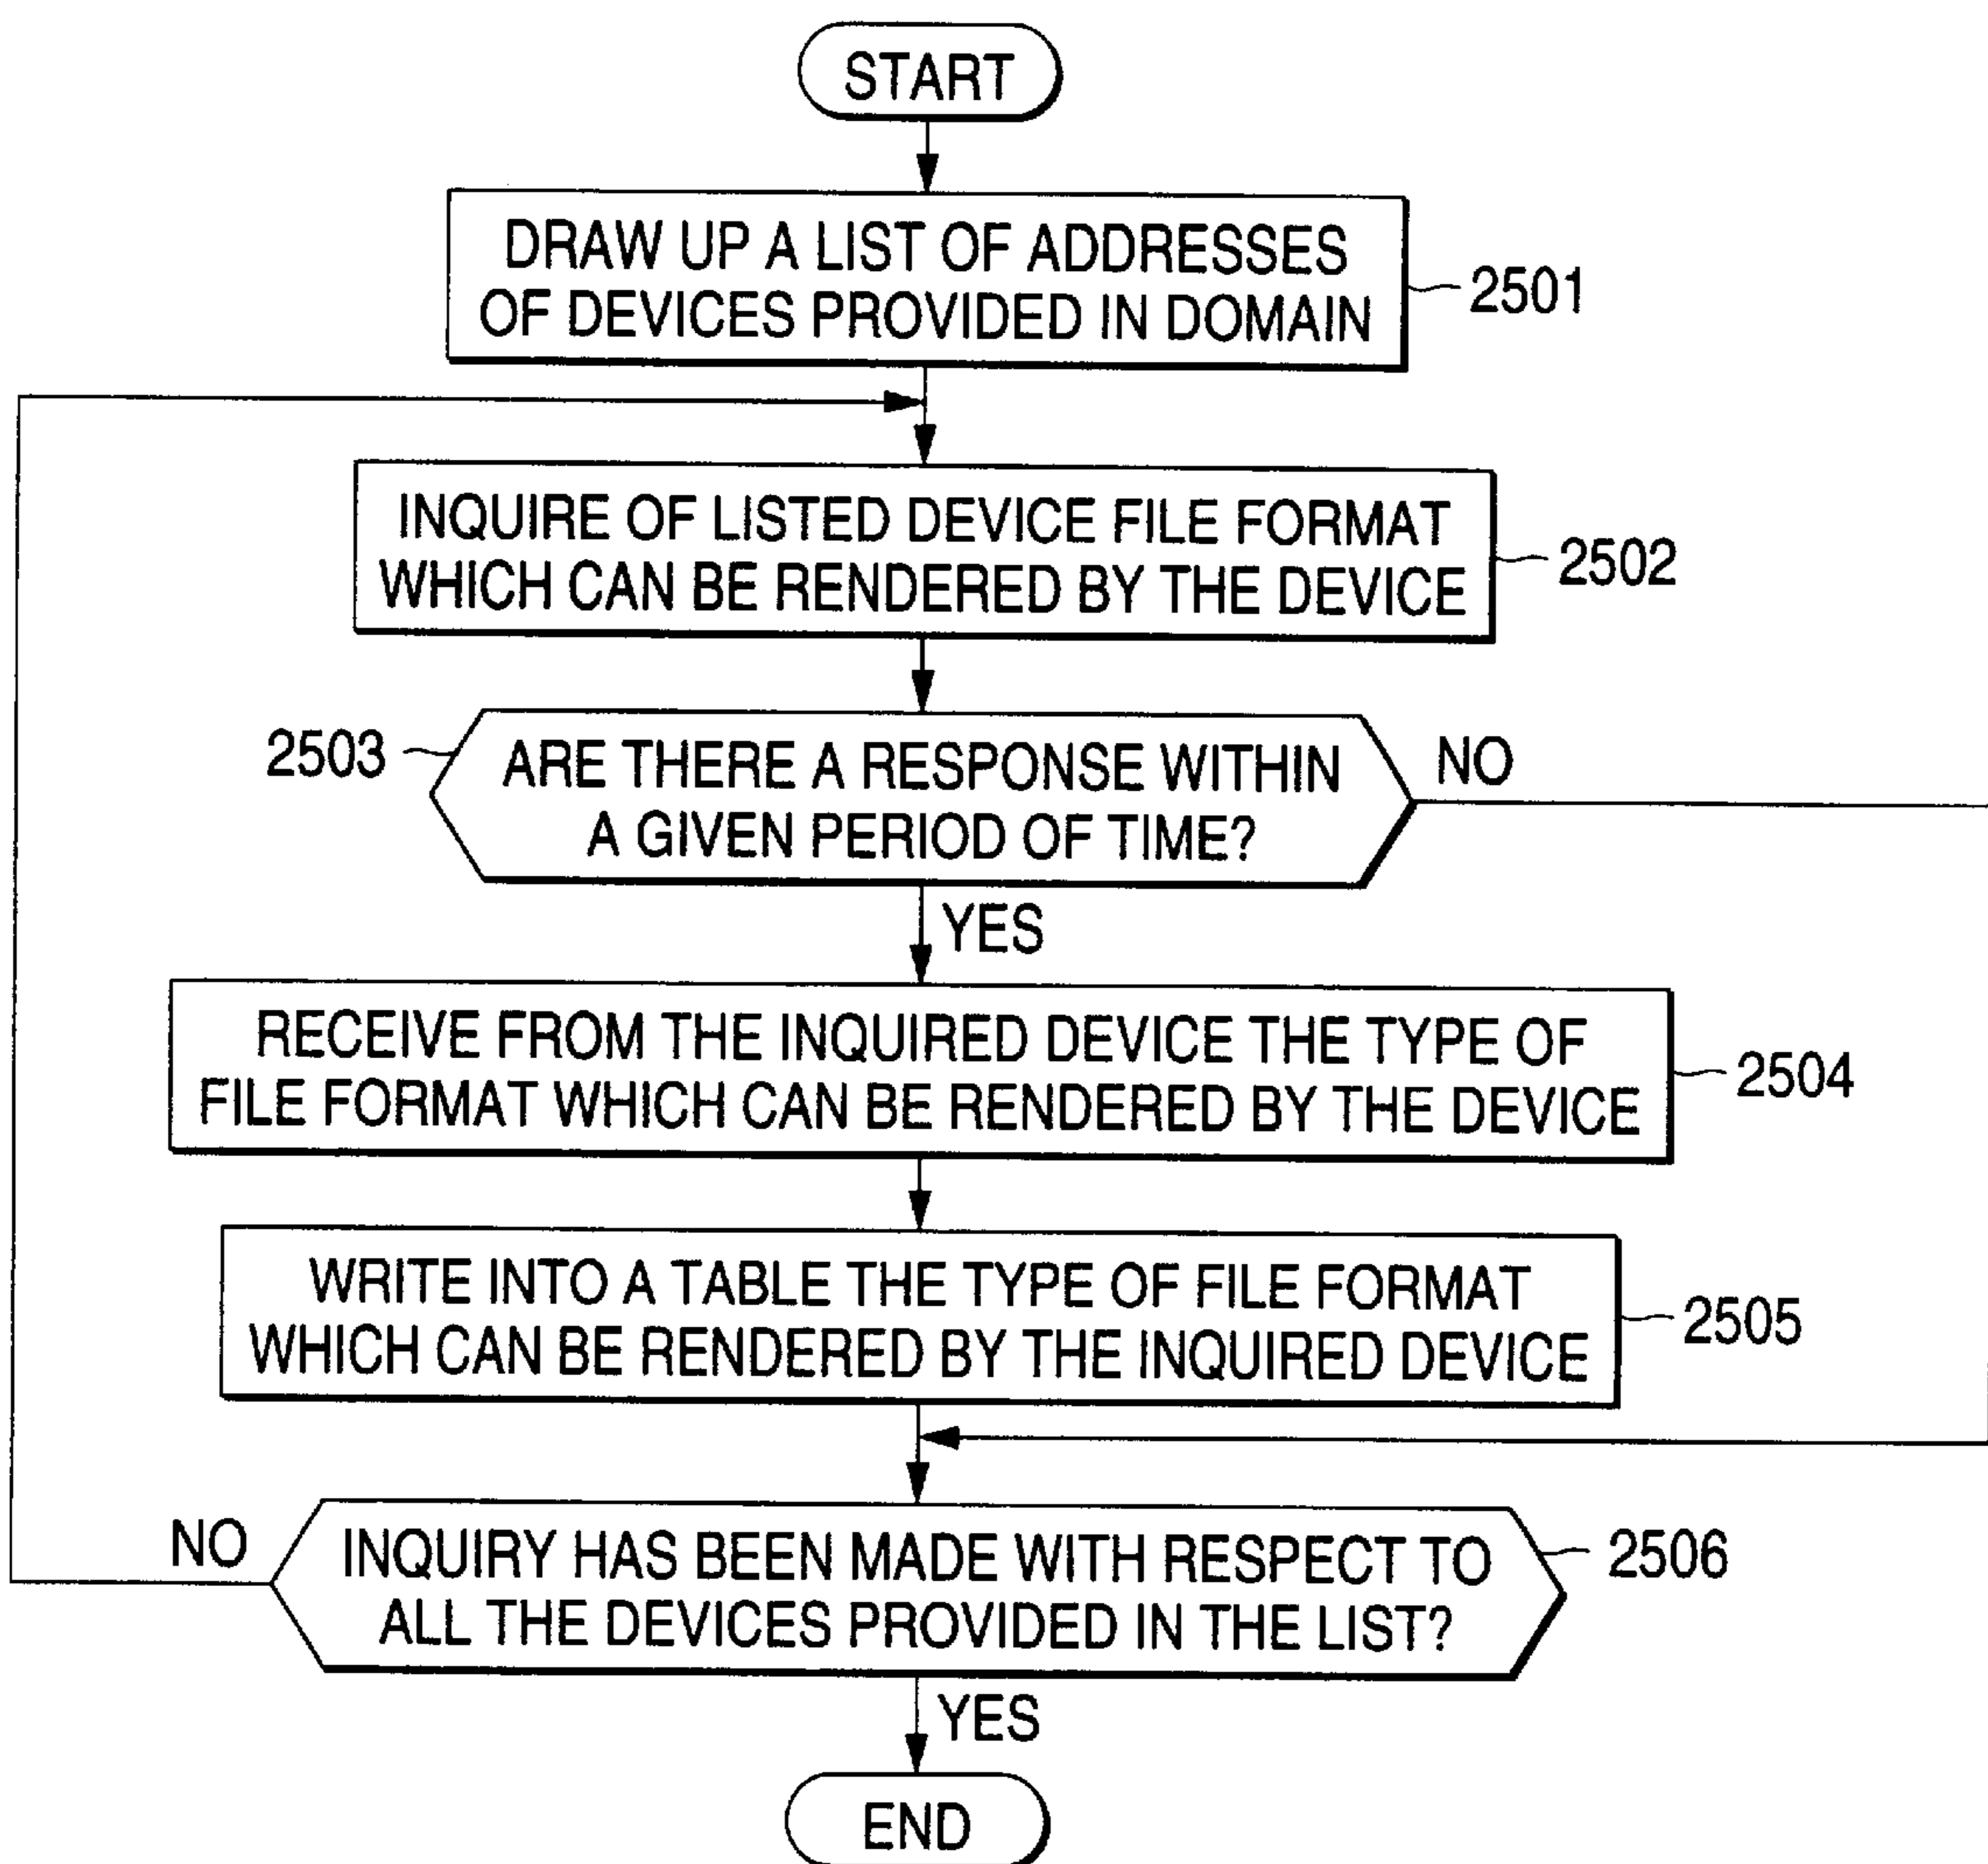 START
DRAW UP A LIST OF ADDRESSES
OF DEVICES PROVIDED IN DOMAIN
2501
INQUIRE OF LISTED DEVICE FILE FORMAT
WHICH CAN BE RENDERED BY THE DEVICE
2502
2503
ARE THERE A RESPONSE WITHIN
A GIVEN PERIOD OF TIME?
NO
YES
RECEIVE FROM THE INQUIRED DEVICE THE TYPE OF
FILE FORMAT WHICH CAN BE RENDERED BY THE DEVICE
2504
WRITE INTO A TABLE THE TYPE OF FILE FORMAT
WHICH CAN BE RENDERED BY THE INQUIRED DEVICE
2505
NO
INQUIRY HAS BEEN MADE WITH RESPECT TO
ALL THE DEVICES PROVIDED IN THE LIST?
2506
YES
END